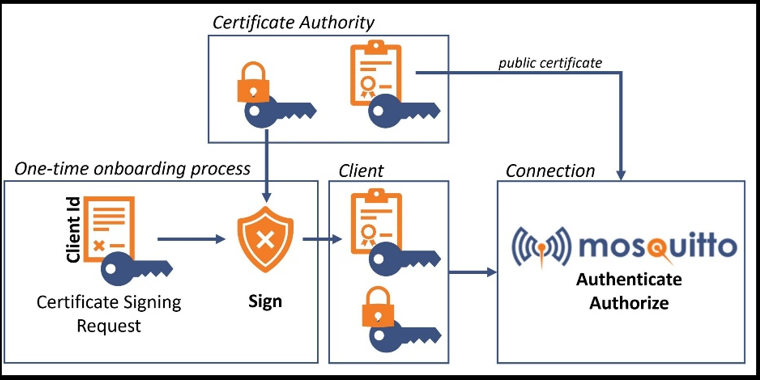 Certificate Authority
public certificate
One-time onboarding process
Client
Connection
Client Id
mosquitto
Authenticate
Authorize
Certificate Signing
Request
Sign